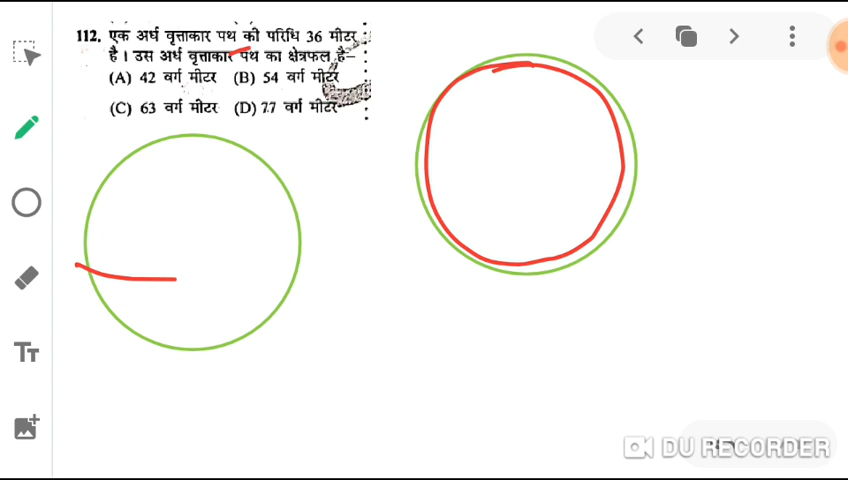 112. एक अर्ध वृत्ताकार पथ की परिधि 36 मीटर
है। उस अर्ध वृत्ताकार पथ का क्षेत्रफल है–
(A) 42 वर्ग मीटर (B) 54 वर्ग मीटर
(C) 63 वर्ग मीटर (D) 77 वर्ग मीटर
TT
DU RECORDER